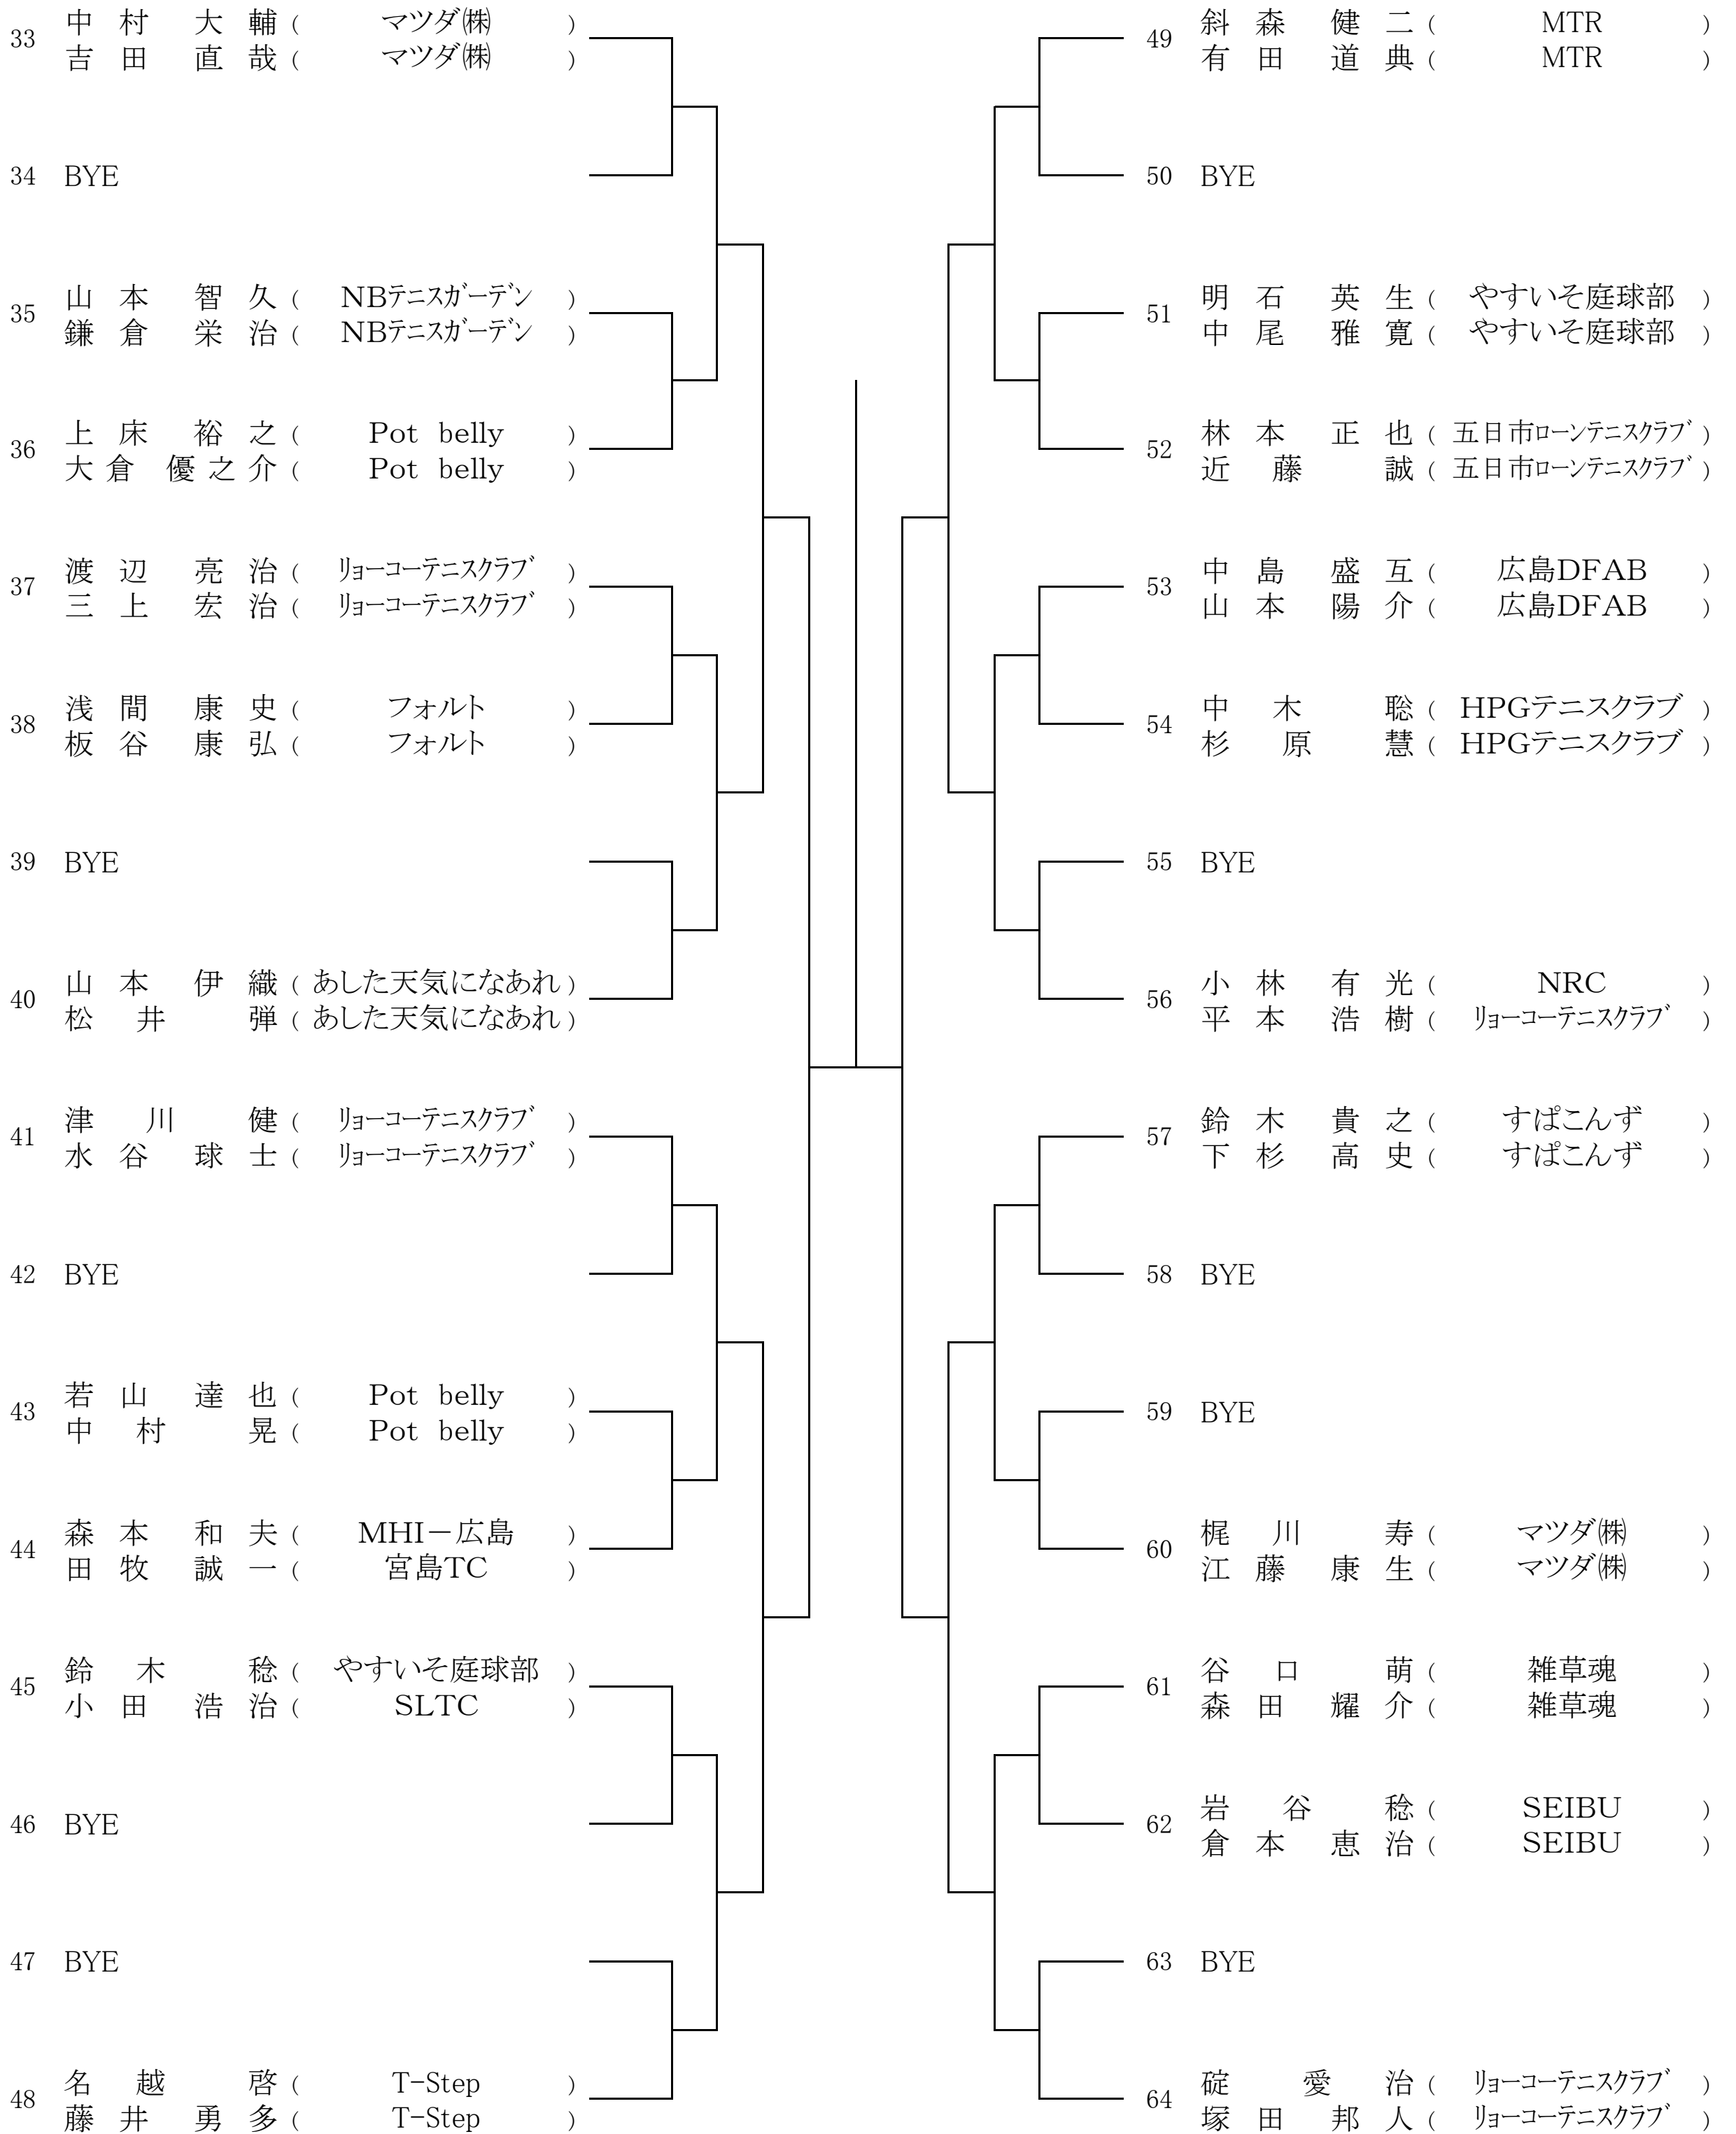 33 中村 大輔 ( マツダ㈱ )
吉田 直哉 ( マツダ㈱ )
34 BYE
35 山本 智久 ( NBﾃﾆｽｶﾞｰﾃﾞﾝ )
鎌倉 栄治 ( NBﾃﾆｽｶﾞｰﾃﾞﾝ )
36 上床 裕之 ( Pot belly )
大倉 優之介 ( Pot belly )
37 渡辺 亮治 ( ﾘｮｰｺｰﾃﾆｽｸﾗﾌﾞ )
三上 宏治 ( ﾘｮｰｺｰﾃﾆｽｸﾗﾌﾞ )
38 浅間 康史 ( フォルト )
板谷 康弘 ( フォルト )
39 BYE
40 山本 伊織 ( あした天気になあれ )
松井 弾 ( あした天気になあれ )
41 津川 健 ( ﾘｮｰｺｰﾃﾆｽｸﾗﾌﾞ )
水谷 球士 ( ﾘｮｰｺｰﾃﾆｽｸﾗﾌﾞ )
42 BYE
43 若山 達也 ( Pot belly )
中村 晃 ( Pot belly )
44 森本 和夫 ( MHI－広島 )
田牧 誠一 ( 宮島TC )
45 鈴木 稔 ( やすいそ庭球部 )
小田 浩治 ( SLTC )
46 BYE
47 BYE
48 名越 啓 ( T-Step )
藤井 勇多 ( T-Step )
49 斜森 健二 ( MTR )
有田 道典 ( MTR )
50 BYE
51 明石 英生 ( やすいそ庭球部 )
中尾 雅寛 ( やすいそ庭球部 )
52 林本 正也 ( 五日市ﾛｰﾝﾃﾆｽｸﾗﾌﾞ )
近藤 誠 ( 五日市ﾛｰﾝﾃﾆｽｸﾗﾌﾞ )
53 中島 盛互 ( 広島DFAB )
山本 陽介 ( 広島DFAB )
54 中木 聡 ( HPGテニスクラブ )
杉原 慧 ( HPGテニスクラブ )
55 BYE
56 小林 有光 ( NRC )
平本 浩樹 ( ﾘｮｰｺｰﾃﾆｽｸﾗﾌﾞ )
57 鈴木 貴之 ( すぱこんず )
下杉 高史 ( すぱこんず )
58 BYE
59 BYE
60 梶川 寿 ( マツダ㈱ )
江藤 康生 ( マツダ㈱ )
61 谷口 萌 ( 雑草魂 )
森田 耀介 ( 雑草魂 )
62 岩谷 稔 ( SEIBU )
倉本 恵治 ( SEIBU )
63 BYE
64 碇 愛治 ( ﾘｮｰｺｰﾃﾆｽｸﾗﾌﾞ )
塚田 邦人 ( ﾘｮｰｺｰﾃﾆｽｸﾗﾌﾞ )